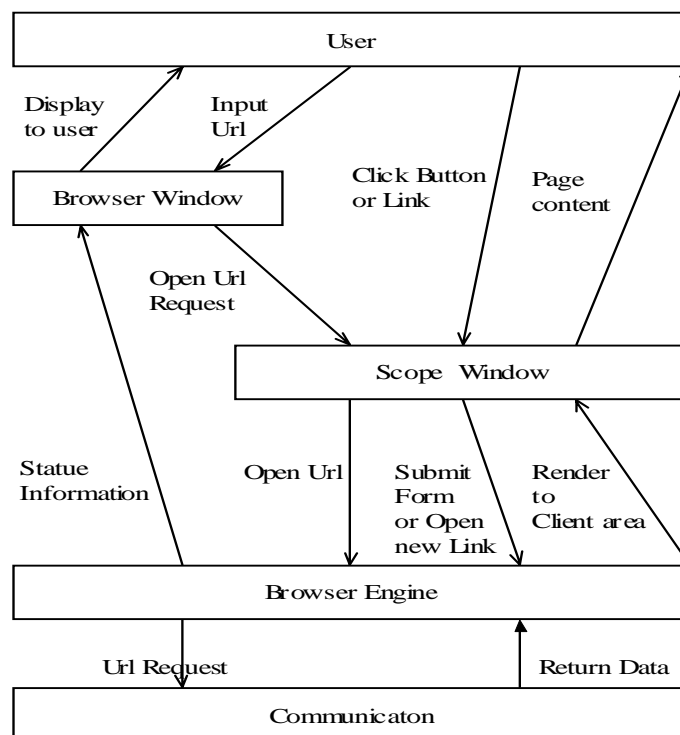 User
Display
to user
Input
Url
Click Button
or Link
Page
content
Browser Window
Open Url
Request
Scope Window
Statue
Information
Open Url
Submit
Form
or Open
new Link
Render
to
Client area
Browser Engine
Url Request
Return Data
Communicaton